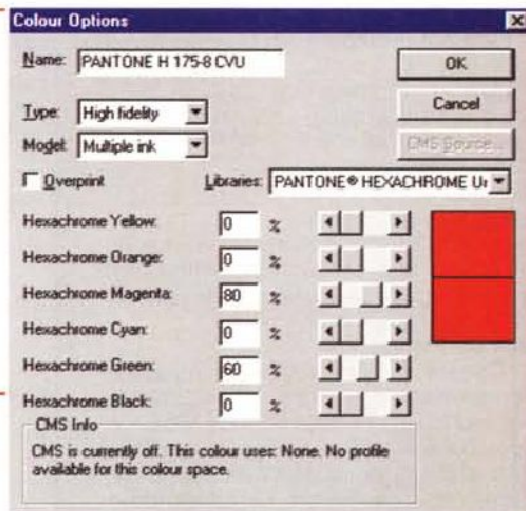 Colour Options
Name: PANTONE H 175-8 CVU
OK
Type: High fidelity
Cancel
Model: Multiple ink
CMS Source...
Overprint
Libraries: PANTONE® HEXACHROME Un
Hexachrome Yellow: 0 %
Hexachrome Orange: 0 %
Hexachrome Magenta: 80 %
Hexachrome Cyan: 0 %
Hexachrome Green: 60 %
Hexachrome Black: 0 %
CMS Info
CMS is currently off. This colour uses: None. No profile
available for this colour space.